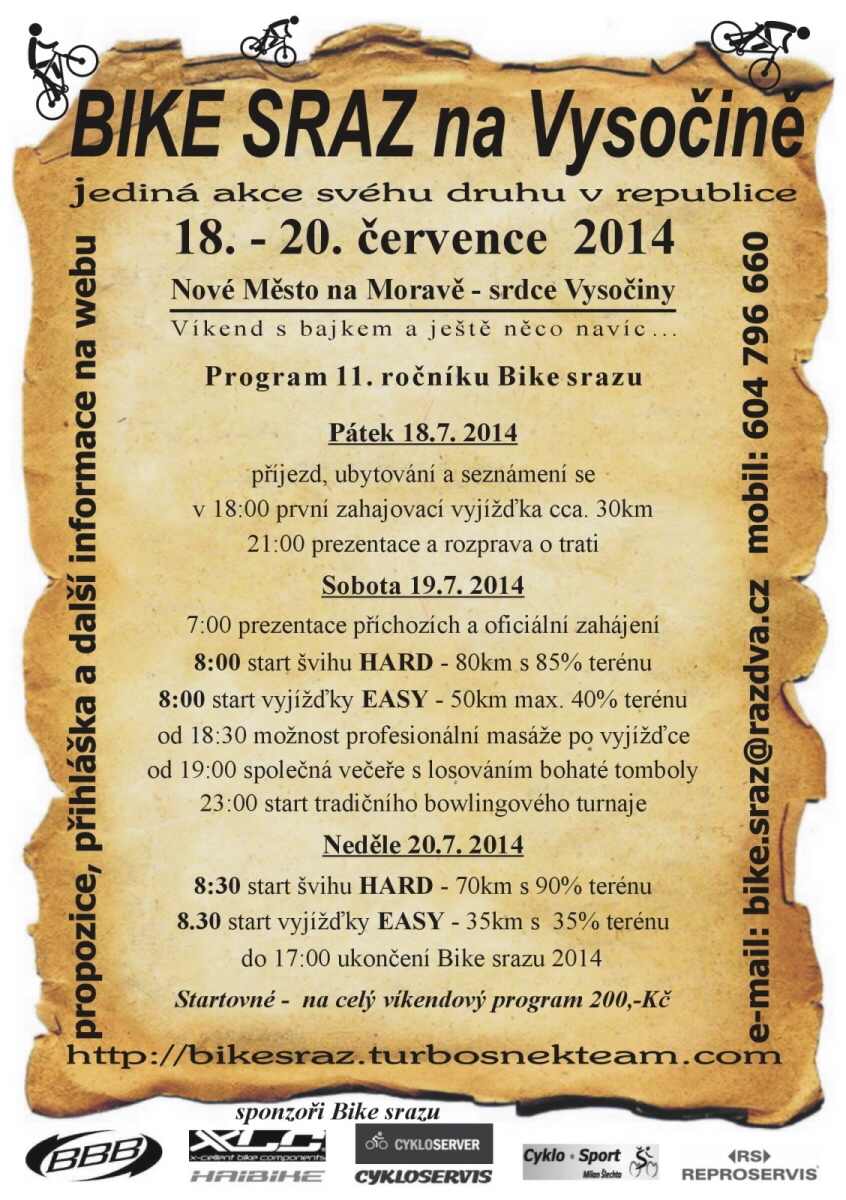 BIKE SRAZ na Vysočině
jediná akce svéhu druhu v republice
18. - 20. července 2014
Nové Město na Moravě - srdce Vysočiny
Víkend s bajkem a ještě něco navíc...
Program 11. ročníku Bike srazu
Pátek 18.7. 2014
příjezd, ubytování a seznámení se
v 18:00 první zahajovací vyjížďka cca. 30km
21:00 prezentace a rozprava o trati
Sobota 19.7. 2014
7:00 prezentace příchozích a oficiální zahájení
8:00 start švihu HARD - 80km s 85% terénu
8:00 start vyjížďky EASY - 50km max. 40% terénu
od 18:30 možnost profesionální masáže po vyjížďce
od 19:00 společná večeře s losováním bohaté tomboly
23:00 start tradičního bowlingového turnaje
Neděle 20.7. 2014
8:30 start švihu HARD - 70km s 90% terénu
8.30 start vyjížďky EASY - 35km s 35% terénu
do 17:00 ukončení Bike srazu 2014
Startovné - na celý víkendový program 200,-Kč
propozice, přihláška a další informace na webu
e-mail: bike.sraz@razdva.cz mobil: 604 796 660
http://bikesraz.turbosnekteam.com
sponzoři Bike srazu
BBB
XLC
x-cellent bike components
HAIBIKE
CYKLOSERVER
CYKLOSERVIS
Cyklo - Sport
Milan Šlechta
RS
REPROSERVIS